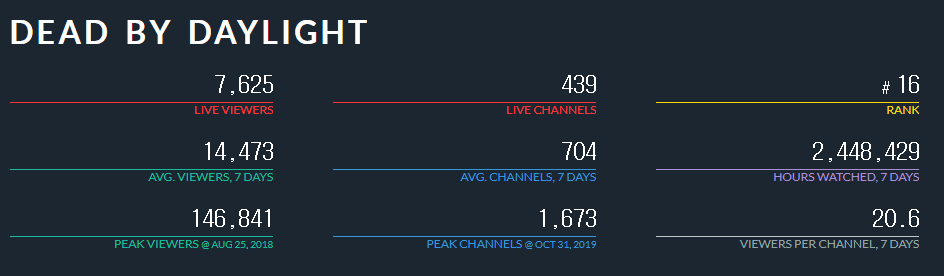 DEAD BY DAYLIGHT
7,625 439 # 16
LIVE VIEWERS LIVE CHANNELS RANK
14,473 704 2,448,429
AVG. VIEWERS, 7 DAYS AVG. CHANNELS, 7 DAYS HOURS WATCHED, 7 DAYS
146,841 1,673 20.6
PEAK VIEWERS @ AUG 25, 2018 PEAK CHANNELS @ OCT 31, 2019 VIEWERS PER CHANNEL, 7 DAYS